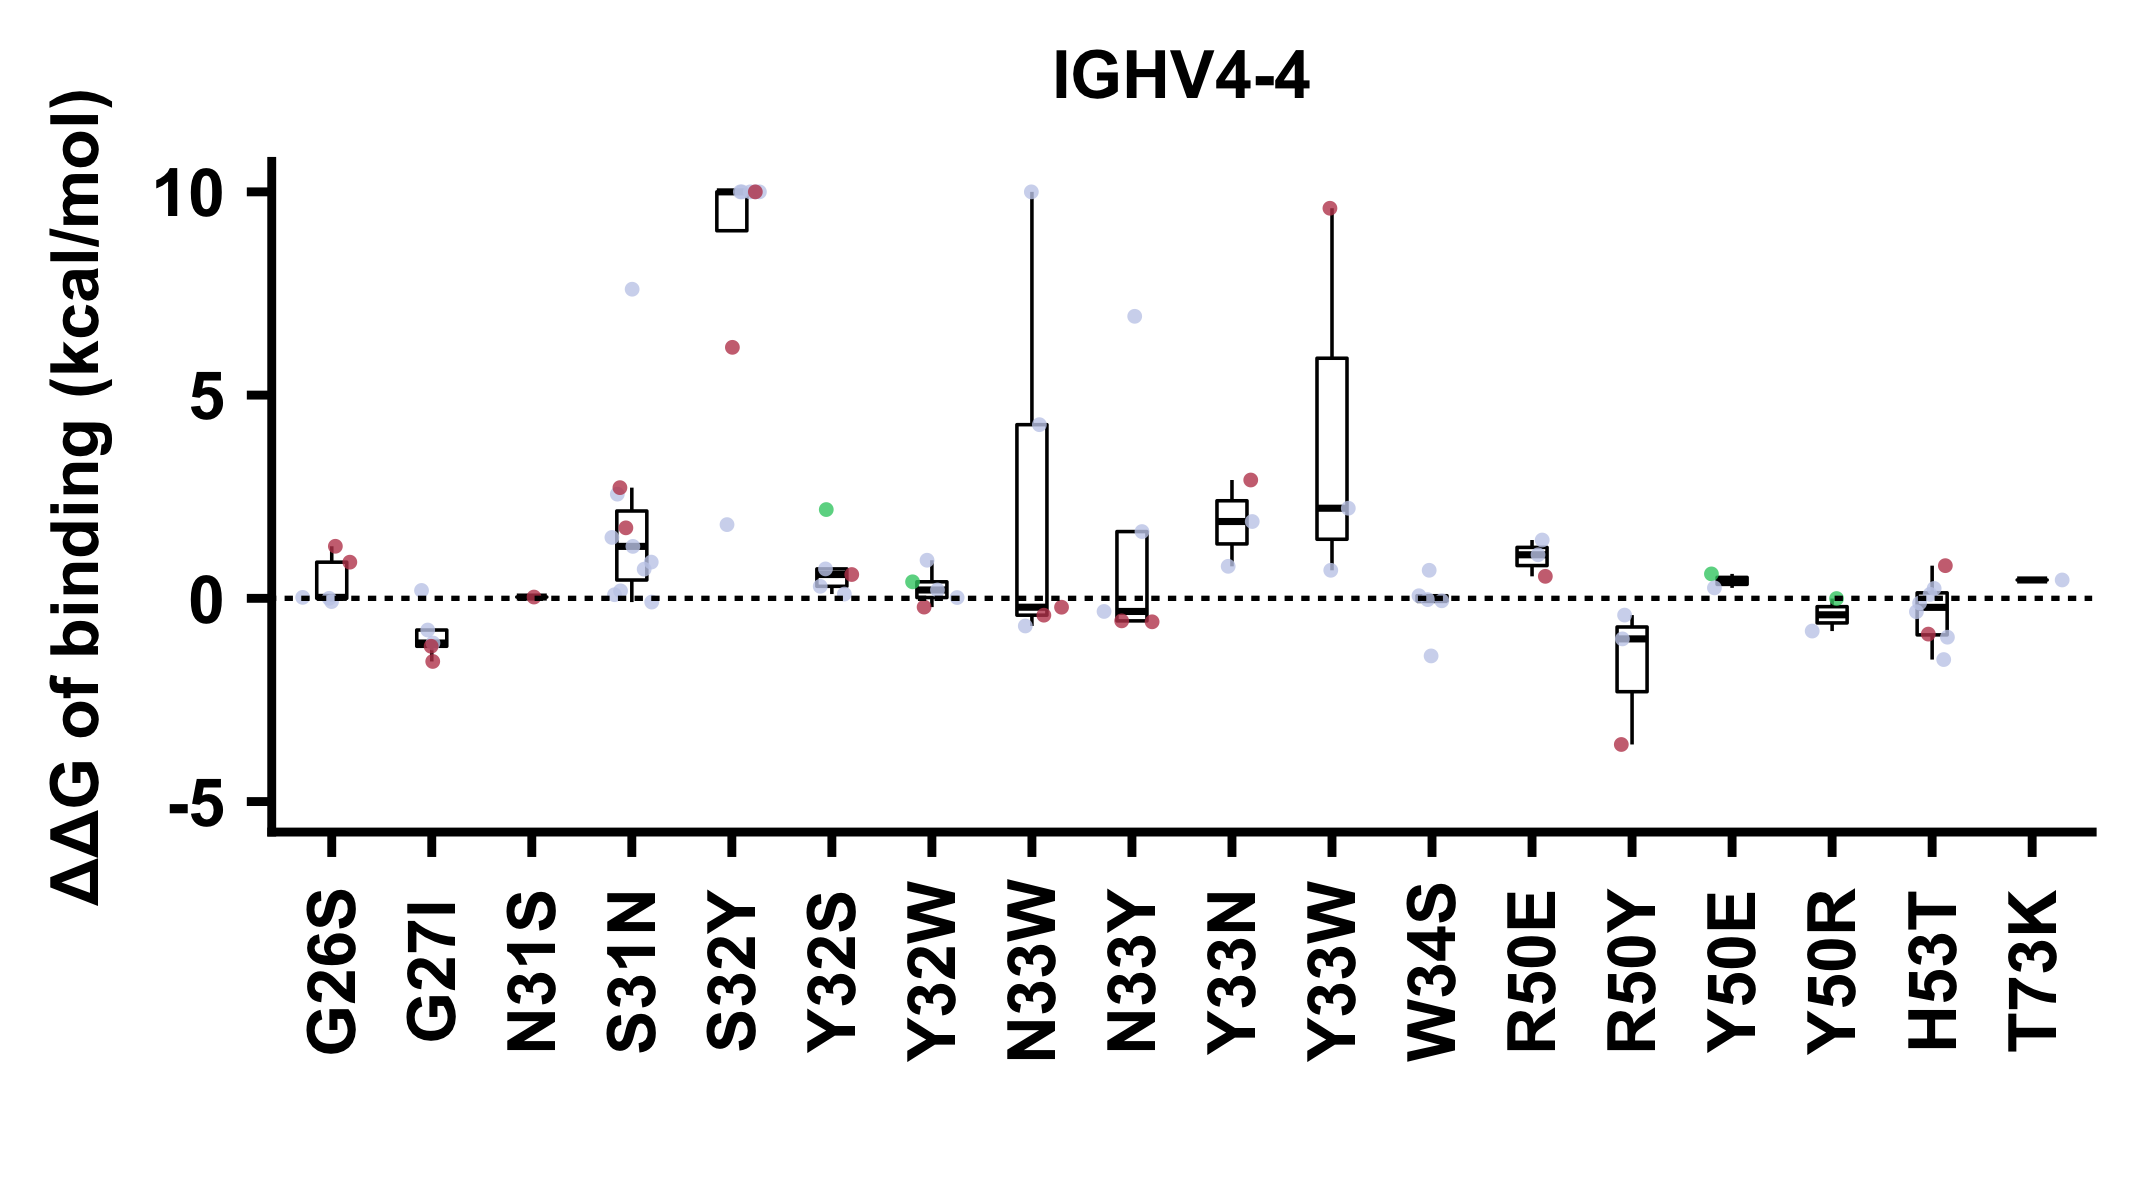 IGHV4-4
ΔΔG of binding (kcal/mol)
10
5
0
-5
G26S
G27I
N31S
S31N
S32Y
Y32S
Y32W
N33W
N33Y
Y33N
Y33W
W34S
R50E
R50Y
Y50E
Y50R
H53T
T73K